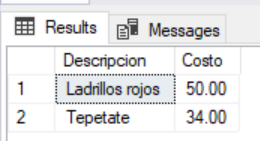 Results Messages
Descripcion Costo
1 Ladrillos rojos 50.00
2 Tepetate 34.00